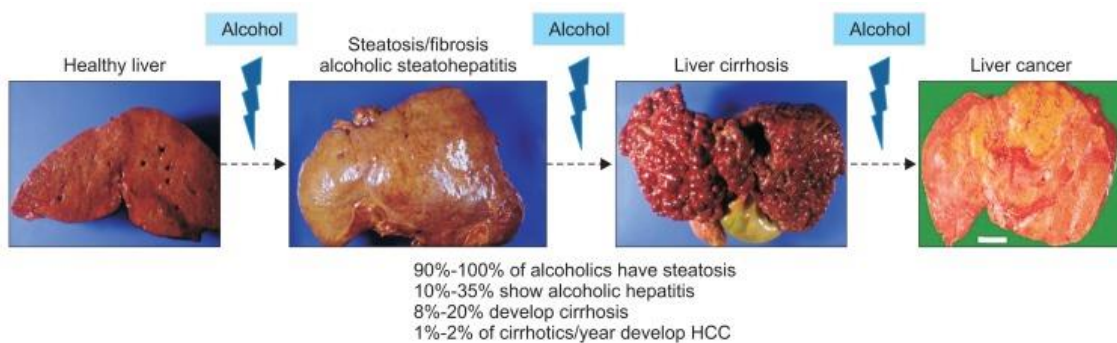 Alcohol
Alcohol
Alcohol
Healthy liver
Steatosis/fibrosis
alcoholic steatohepatitis
Liver cirrhosis
Liver cancer
90%-100% of alcoholics have steatosis
10%-35% show alcoholic hepatitis
8%-20% develop cirrhosis
1%-2% of cirrhotics/year develop HCC